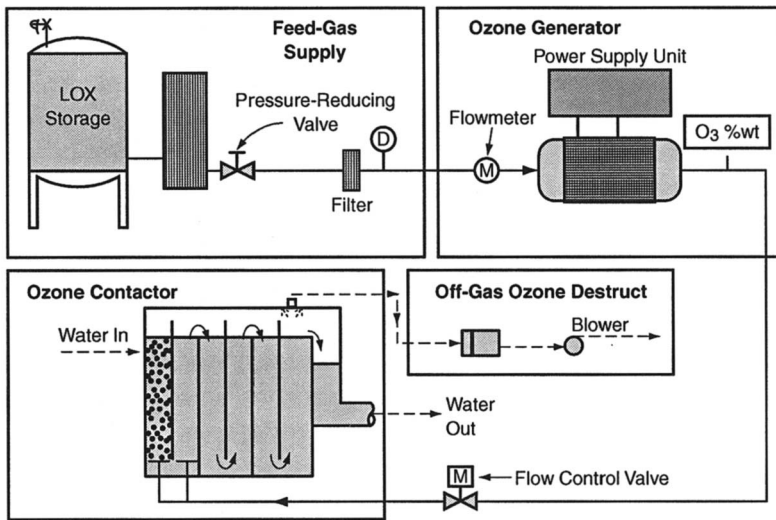 Feed-Gas
Supply
LOX
Storage
Pressure-Reducing
Valve
D
Filter
Ozone Generator
Power Supply Unit
Flowmeter
M
O3 %wt
Ozone Contactor
Water In
Water
Out
Off-Gas Ozone Destruct
Blower
M
Flow Control Valve